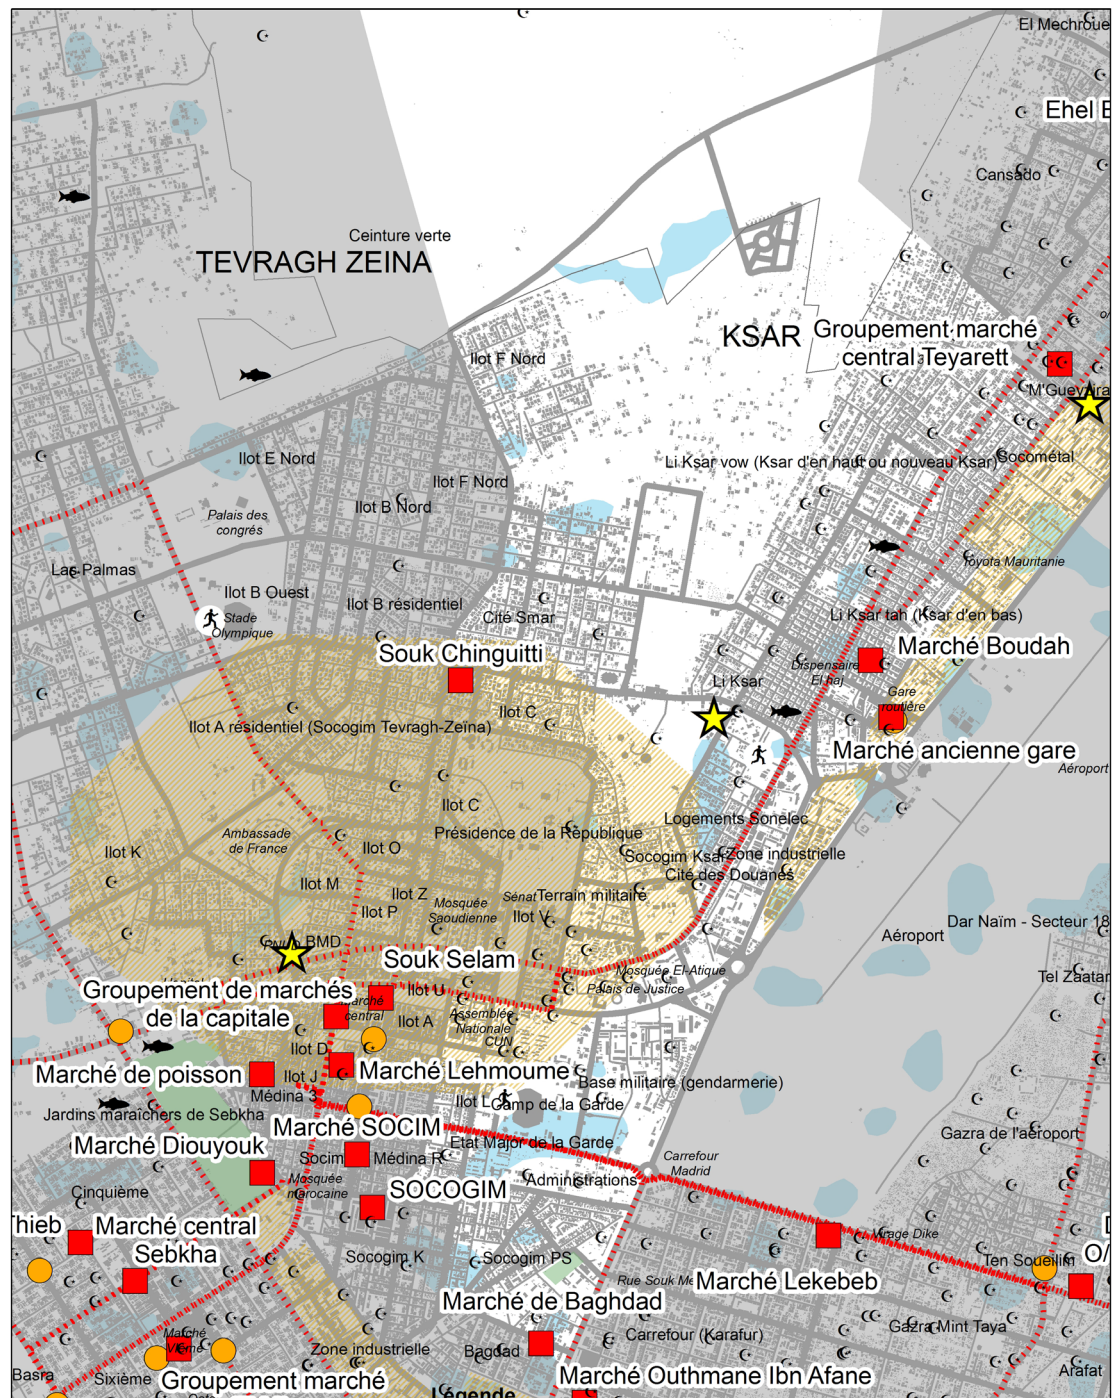 El Mechroue
Ehel
Cansado
Ceinture verte
TEVRAGH ZEINA
KSAR
Groupement marché
central Teyarett
Ilot F Nord
M'Gueyzira
Ilot E Nord
Li Ksar vow (Ksar d'en haut ou nouveau Ksar)
Socométal
Ilot F Nord
Ilot B Nord
Palais des
congrés
Toyota Mauritanie
Las Palmas
Ilot B Ouest
Ilot B résidentiel
Cité Smar
Stade
Olympique
Li Ksar tah (Ksar d'en bas)
Souk Chinguitti
Marché Boudah
Dispensaire
El haj
Li Ksar
Gare
routière
Ilot C
Ilot A résidentiel (Socogim Tevragh-Zeïna)
Marché ancienne gare
Aéroport
Ilot C
Logements Sonelec
Ambassade
de France
Présidence de la République
Ilot K
Ilot O
Socogim Ksar
Zone industrielle
Cité des Douanes
Ilot M
Ilot Z
Sénat
Terrain militaire
Ilot P
Mosquée
Saoudienne
Ilot V
Dar Naïm - Secteur 18
Aéroport
BMD
Souk Selam
Mosquée El-Atique
Tel Zaatar
Groupement de marchés
de la capitale
Ilot U
Palais de Justice
central
Ilot A
Assemblée
Nationale
CUN
Ilot D
Marché de poisson
Ilot J
Marché Lehmoume
Base militaire (gendarmerie)
Médina 3
Ilot L
Camp de la Garde
Jardins maraîchers de Sebkha
Marché SOCIM
Gazra de l'aéroport
Marché Diouyouk
Etat Major de la Garde
Socim
Médina R
Carrefour
Madrid
Mosquée
marocaine
Administrations
Cinquième
SOCOGIM
Thieb
Marché central
Sebkha
Virage Dike
O/
Socogim K
Socogim PS
Ten Soueilim
Rue Souk
Marché Lekebeb
Marché de Baghdad
Gazra Mint Taya
Carrefour (Karafur)
Marché
Zone industrielle
Bagdad
Basra
Sixième
Groupement marché
Marché Outhmane Ibn Afane
Arafat
Légende